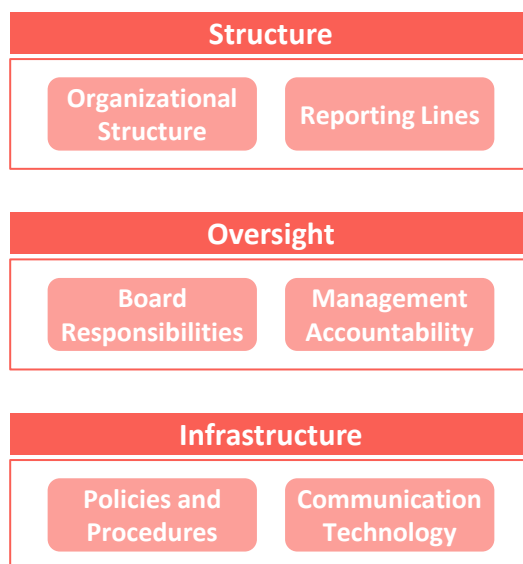 Structure
Organizational
Structure
Reporting Lines
Oversight
Board
Responsibilities
Management
Accountability
Infrastructure
Policies and
Procedures
Communication
Technology